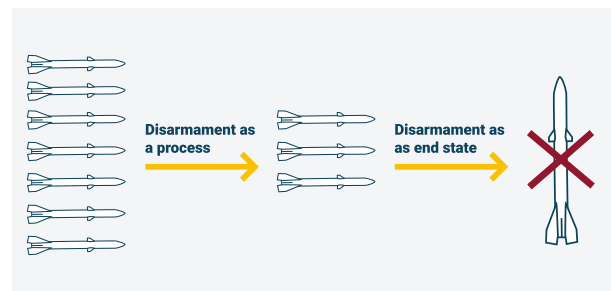 Disarmament as
a process
Disarmament as
as end state